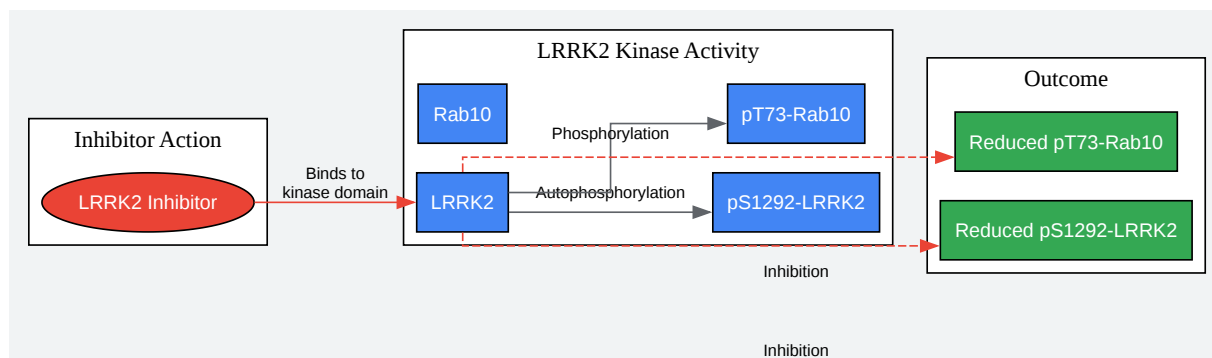 LRRK2 Kinase Activity
Outcome
Inhibitor Action
Rab10
Phosphorylation
pT73-Rab10
Reduced pT73-Rab10
LRRK2 Inhibitor
Binds to
kinase domain
LRRK2
Autophosphorylation
pS1292-LRRK2
Reduced pS1292-LRRK2
Inhibition
Inhibition